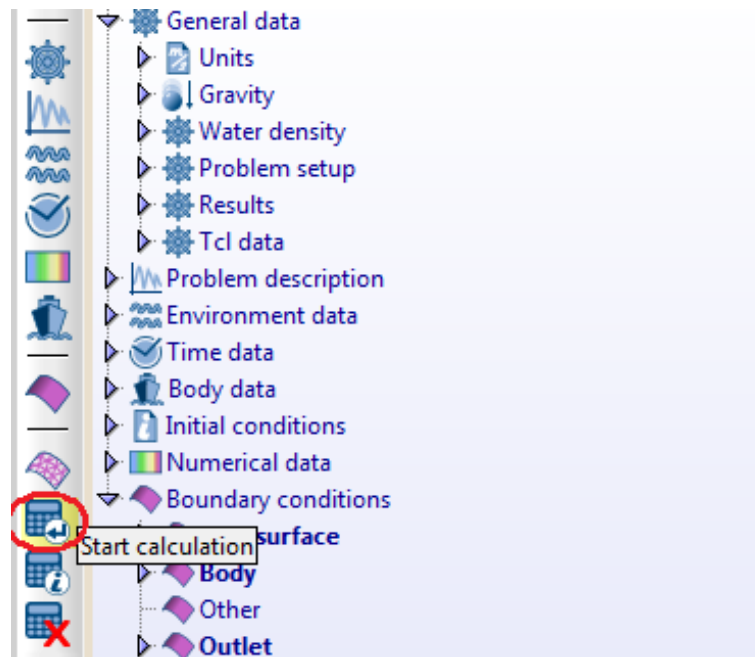 General data
Units
Gravity
Water density
Problem setup
Results
Tcl data
Problem description
Environment data
Time data
Body data
Initial conditions
Numerical data
Boundary conditions
surface
Start calculation
Body
Other
Outlet